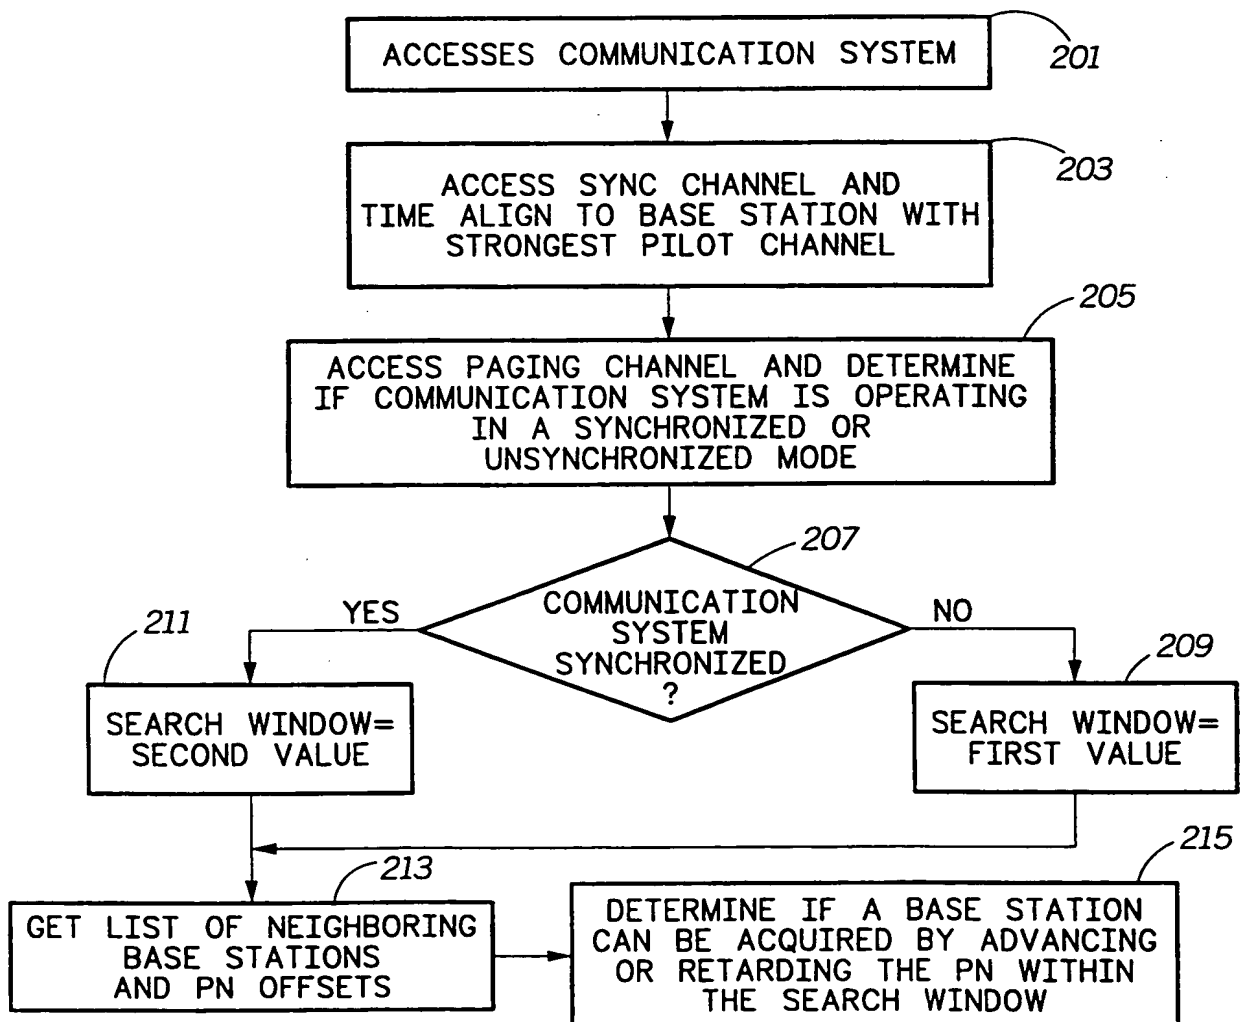 ACCESSES COMMUNICATION SYSTEM
201
ACCESS SYNC CHANNEL AND
TIME ALIGN TO BASE STATION WITH
STRONGEST PILOT CHANNEL
203
205
ACCESS PAGING CHANNEL AND DETERMINE
IF COMMUNICATION SYSTEM IS OPERATING
IN A SYNCHRONIZED OR
UNSYNCHRONIZED MODE
207
COMMUNICATION
SYSTEM
SYNCHRONIZED
?
YES
NO
211
SEARCH WINDOW=
SECOND VALUE
209
SEARCH WINDOW=
FIRST VALUE
213
GET LIST OF NEIGHBORING
BASE STATIONS
AND PN OFFSETS
215
DETERMINE IF A BASE STATION
CAN BE ACQUIRED BY ADVANCING
OR RETARDING THE PN WITHIN
THE SEARCH WINDOW